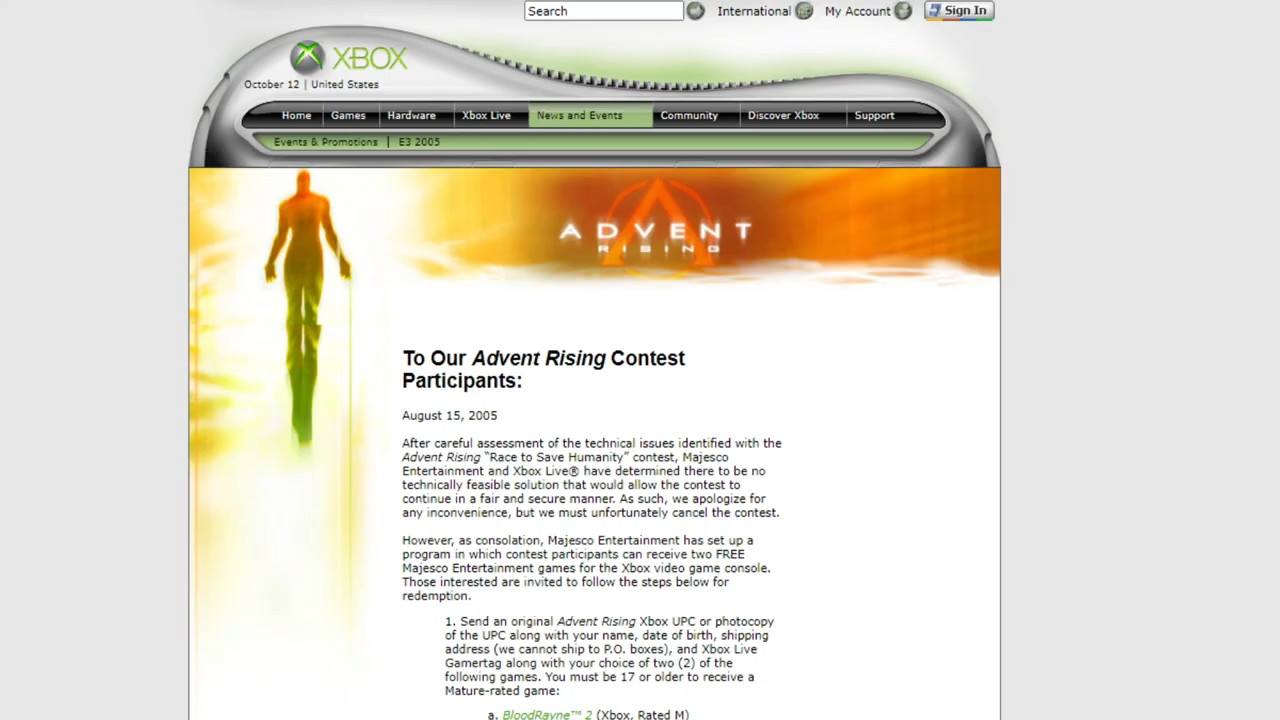 Search
International
My Account
Sign In
XBOX
October 12 | United States
Home
Games
Hardware
Xbox Live
News and Events
Community
Discover Xbox
Support
Events & Promotions | E3 2005
ADVENT
RISING
To Our Advent Rising Contest
Participants:
August 15, 2005
After careful assessment of the technical issues identified with the
Advent Rising “Race to Save Humanity” contest, Majesco
Entertainment and Xbox Live® have determined there to be no
technically feasible solution that would allow the contest to
continue in a fair and secure manner. As such, we apologize for
any inconvenience, but we must unfortunately cancel the contest.
However, as consolation, Majesco Entertainment has set up a
program in which contest participants can receive two FREE
Majesco Entertainment games for the Xbox video game console.
Those interested are invited to follow the steps below for
redemption.
1. Send an original Advent Rising Xbox UPC or photocopy
of the UPC along with your name, date of birth, shipping
address (we cannot ship to P.O. boxes), and Xbox Live
Gamertag along with your choice of two (2) of the
following games. You must be 17 or older to receive a
Mature-rated game:
a. BloodRayne™ 2 (Xbox, Rated M)